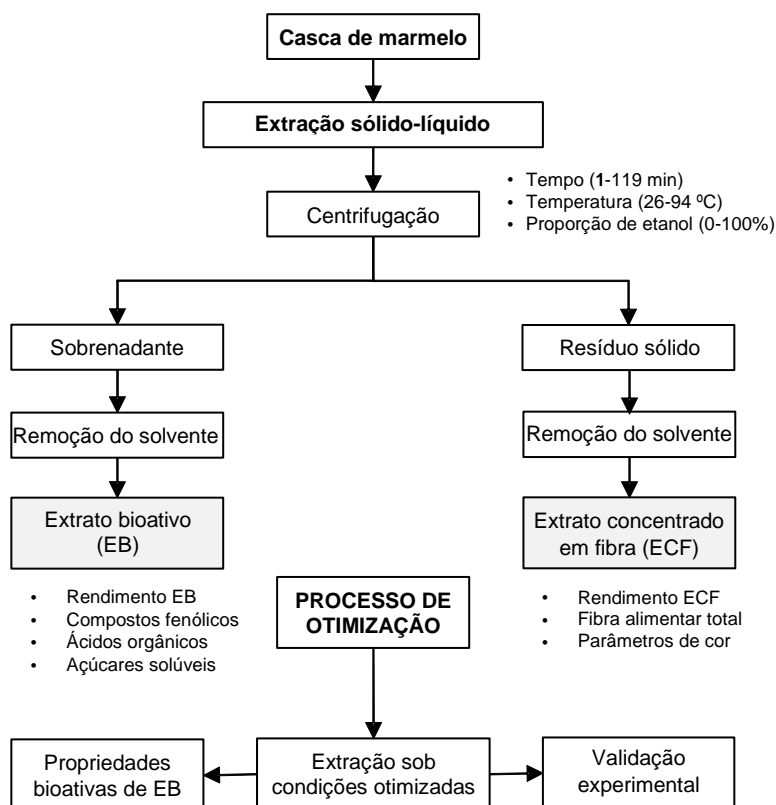 Casca de marmelo
Extração sólido-líquido
Centrifugação
• Tempo (1-119 min)
• Temperatura (26-94 ºC)
• Proporção de etanol (0-100%)
Sobrenadante
Resíduo sólido
Remoção do solvente
Remoção do solvente
Extrato bioativo
(EB)
Extrato concentrado
em fibra (ECF)
• Rendimento EB
• Compostos fenólicos
• Ácidos orgânicos
• Açúcares solúveis
PROCESSO DE
OTIMIZAÇÃO
• Rendimento ECF
• Fibra alimentar total
• Parâmetros de cor
Propriedades
bioativas de EB
Extração sob
condições otimizadas
Validação
experimental